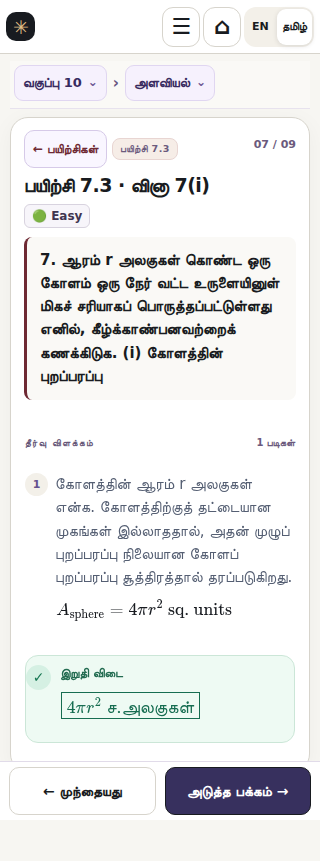 EN தமிழ்
வகுப்பு 10 › அளவியல்
← பயிற்சிகள் பயிற்சி 7.3 07 / 09
பயிற்சி 7.3 · வினா 7(i)
Easy
7. ஆரம் r அலகுகள் கொண்ட ஒரு
கோளம் ஒரு நேர் வட்ட உருளையினுள்
மிகச் சரியாகப் பொருத்தப்பட்டுள்ளது
எனில், கீழ்க்காண்பனவற்றைக்
கணக்கிடுக. (i) கோளத்தின்
புறப்பரப்பு
தீர்வு விளக்கம் 1 படிகள்
1 கோளத்தின் ஆரம் r அலகுகள்
என்க. கோளத்திற்குத் தட்டையான
முகங்கள் இல்லாததால், அதன் முழுப்
புறப்பரப்பு நிலையான கோளப்
புறப்பரப்பு சூத்திரத்தால் தரப்படுகிறது.
A_sphere = 4πr² sq. units
✓ இறுதி விடை
4πr² ச.அலகுகள்
← முந்தையது அடுத்த பக்கம் →